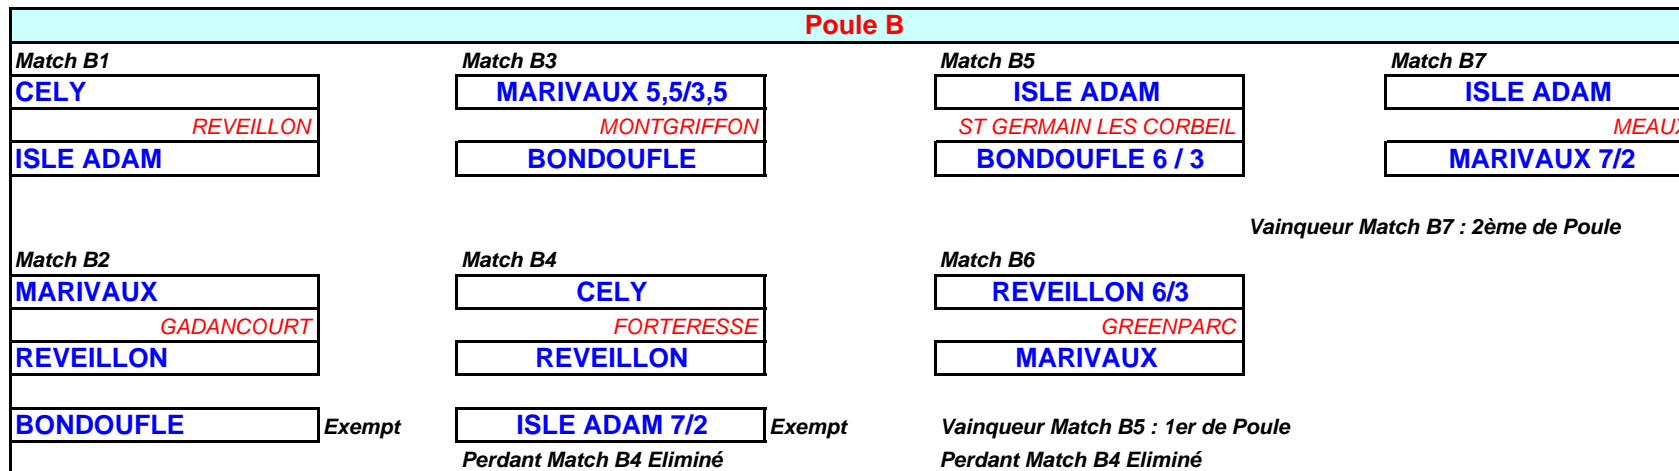 Poule B
Match B1 Match B3 Match B5 Match B7
CELY MARIVAUX 5,5/3,5 ISLE ADAM ISLE ADAM
REVEILLON MONTGRIFFON ST GERMAIN LES CORBEIL MEAUX
ISLE ADAM BONDOUFLE BONDOUFLE 6 / 3 MARIVAUX 7/2
Vainqueur Match B7 : 2ème de Poule
Match B2 Match B4 Match B6
MARIVAUX CELY REVEILLON 6/3
GADANCOURT FORTERESSE GREENPARC
REVEILLON REVEILLON MARIVAUX
BONDOUFLE Exempt ISLE ADAM 7/2 Exempt Vainqueur Match B5 : 1er de Poule
Perdant Match B4 Eliminé Perdant Match B4 Eliminé